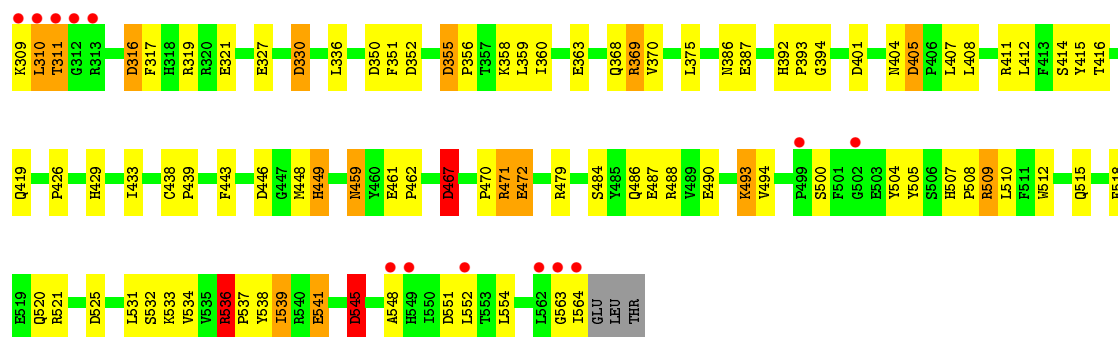 K309 L310 T311 G312 R313 D316 F317 H318 R319 R320 E321 E327 D330 L336 D350 F351 D352 D355 P356 T357 K358 L359 I360 E363 Q368 R369 V370 L375 N386 E387 H392 P393 G394 D401 N404 D405 P406 L407 L408 R411 L412 F413 S414 Y415 T416
Q419 P426 H429 I433 C438 P439 F443 D446 G447 M448 H449 N459 Y460 E461 P462 D467 P470 R471 E472 R479 S484 Y485 Q486 E487 R488 V489 E490 K493 V494 P499 S500 F501 G502 E503 Y504 Y505 S506 H507 P508 R509 L510 F511 W512 Q515 E518
E519 Q520 R521 D525 L531 S532 K533 V534 V535 R536 P537 Y538 I539 R540 E541 D545 A548 H549 I550 D551 L552 T553 L554 L562 G563 I564 GLU LEU THR